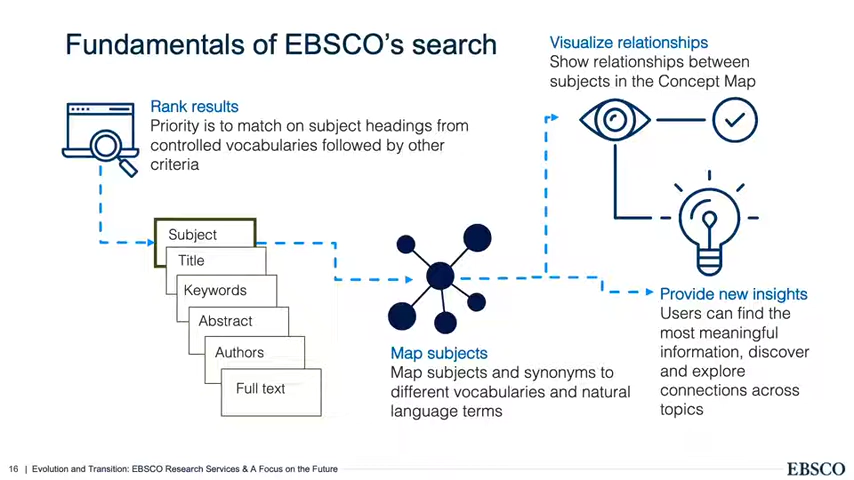 Fundamentals of EBSCO's search
Rank results
Priority is to match on subject headings from
controlled vocabularies followed by other
criteria
Subject
Title
Keywords
Abstract
Authors
Full text
Map subjects
Map subjects and synonyms to
different vocabularies and natural
language terms
Visualize relationships
Show relationships between
subjects in the Concept Map
Provide new insights
Users can find the
most meaningful
information, discover
and explore
connections across
topics
16 | Evolution and Transition: EBSCO Research Services & A Focus on the Future
EBSCO